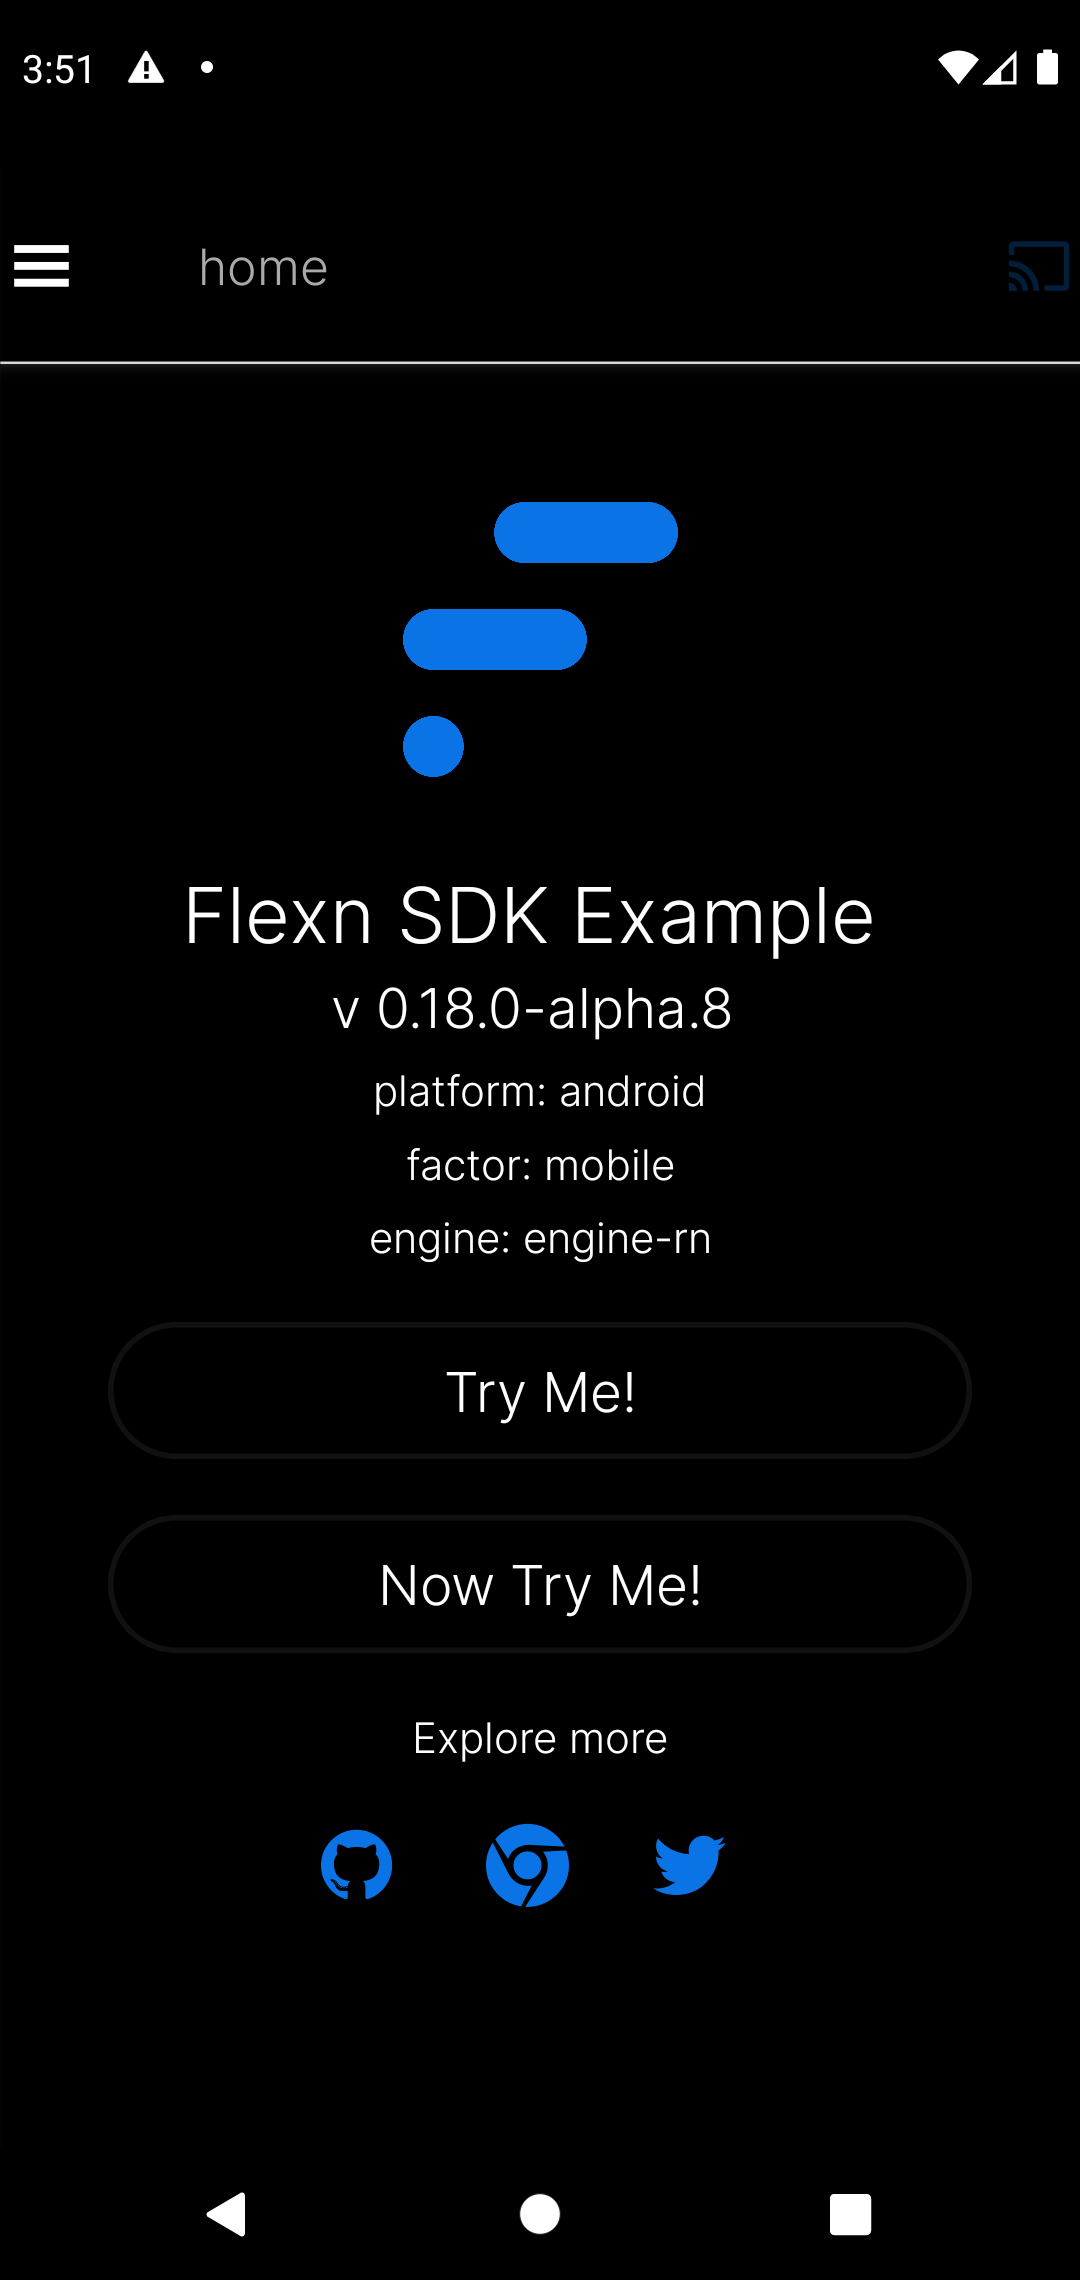 3:51
home
Flexn SDK Example
v 0.18.0-alpha.8
platform: android
factor: mobile
engine: engine-rn
Try Me!
Now Try Me!
Explore more